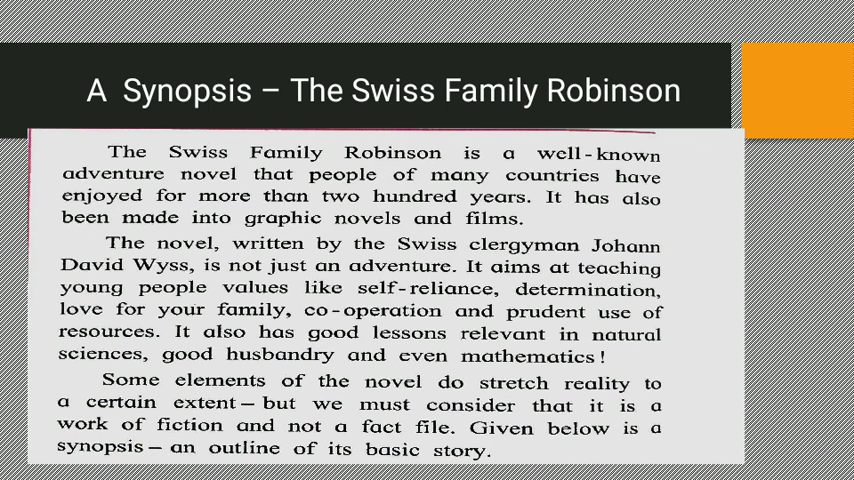 A Synopsis – The Swiss Family Robinson
The Swiss Family Robinson is a well-known
adventure novel that people of many countries have
enjoyed for more than two hundred years. It has also
been made into graphic novels and films.
The novel, written by the Swiss clergyman Johann
David Wyss, is not just an adventure. It aims at teaching
young people values like self-reliance, determination,
love for your family, co-operation and prudent use of
resources. It also has good lessons relevant in natural
sciences, good husbandry and even mathematics!
Some elements of the novel do stretch reality to
a certain extent – but we must consider that it is a
work of fiction and not a fact file. Given below is a
synopsis – an outline of its basic story.